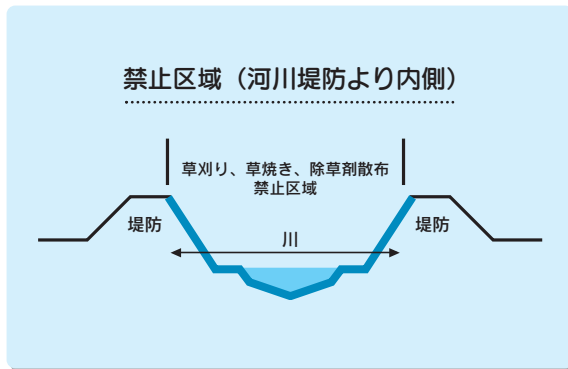 禁止区域（河川堤防より内側）
草刈り、草焼き、除草剤散布
禁止区域
堤防
川
堤防